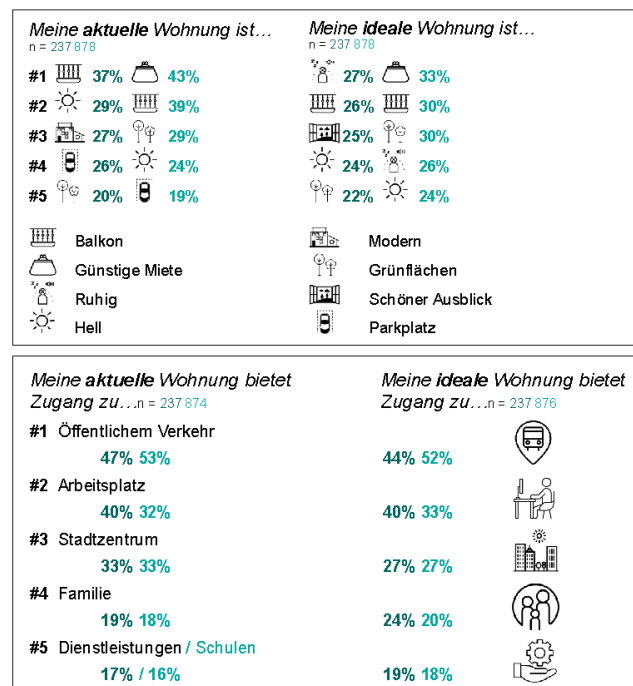 Meine aktuelle Wohnung ist…
n = 237 878
#1 37% 43%
#2 29% 39%
#3 27% 29%
#4 26% 24%
#5 20% 19%
Meine ideale Wohnung ist…
n = 237 878
27% 33%
26% 30%
25% 30%
24% 26%
22% 24%
Balkon
Günstige Miete
Ruhig
Hell
Modern
Grünflächen
Schöner Ausblick
Parkplatz
Meine aktuelle Wohnung bietet
Zugang zu…n = 237 874
Meine ideale Wohnung bietet
Zugang zu…n = 237 876
#1 Öffentlichem Verkehr
47% 53% 44% 52%
#2 Arbeitsplatz
40% 32% 40% 33%
#3 Stadtzentrum
33% 33% 27% 27%
#4 Familie
19% 18% 24% 20%
#5 Dienstleistungen / Schulen
17% / 16% 19% 18%